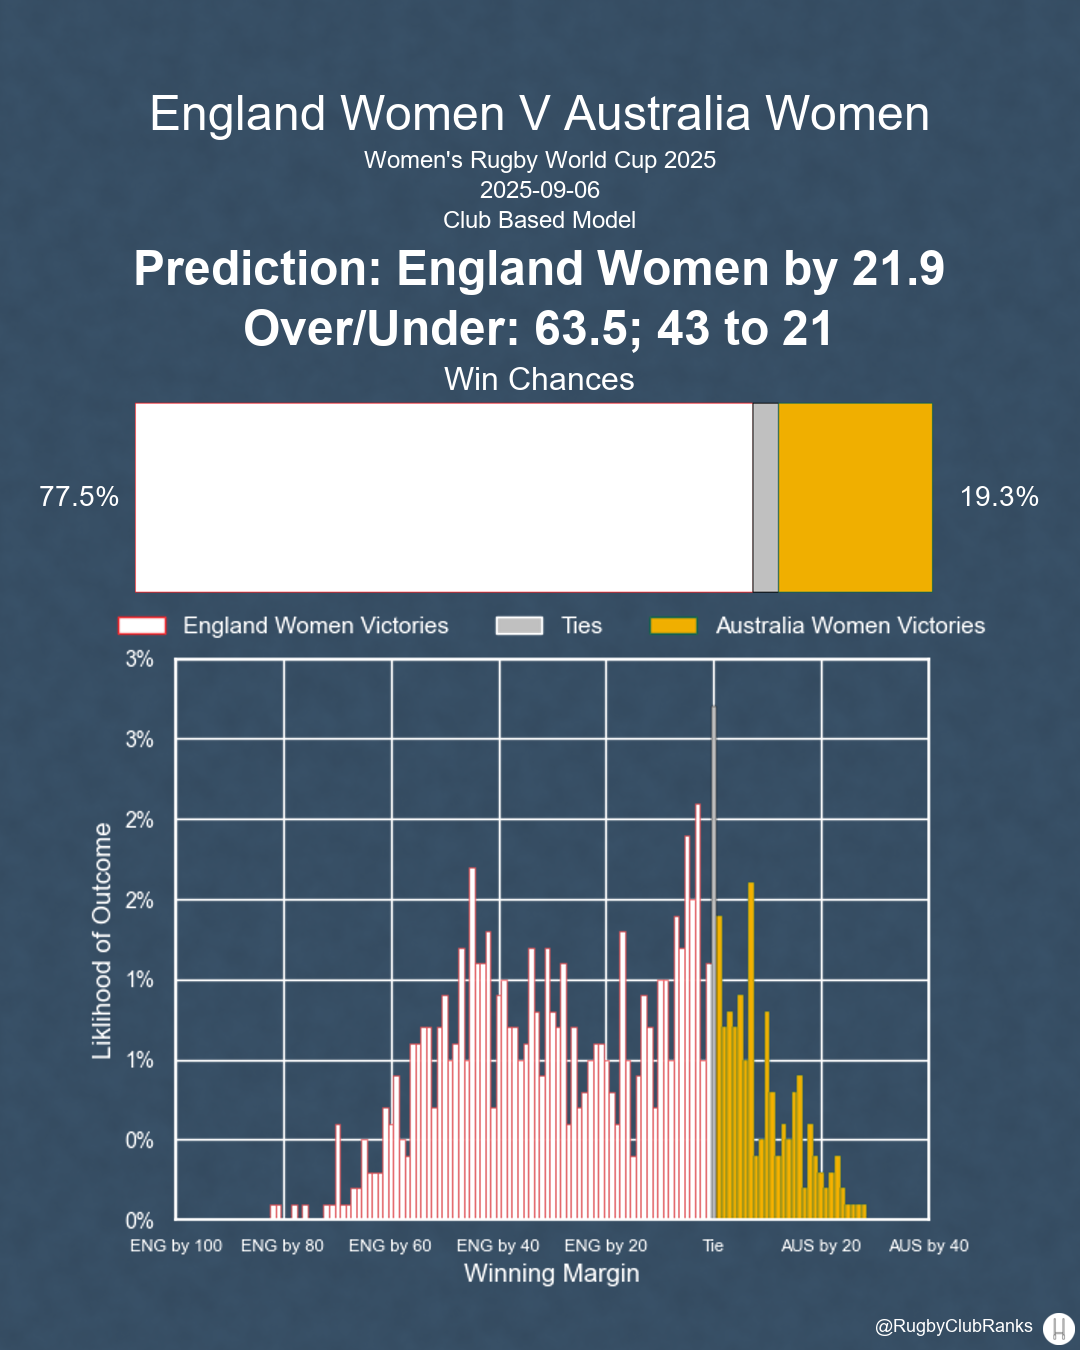 England Women V Australia Women
Women's Rugby World Cup 2025
2025-09-06
Club Based Model
Prediction: England Women by 21.9
Over/Under: 63.5; 43 to 21
Win Chances
77.5%
19.3%
England Women Victories
Ties
Australia Women Victories
3%
3%
2%
2%
1%
1%
0%
0%
Liklihood of Outcome
ENG by 100
ENG by 80
ENG by 60
ENG by 40
ENG by 20
Tie
AUS by 20
AUS by 40
Winning Margin
@RugbyClubRanks